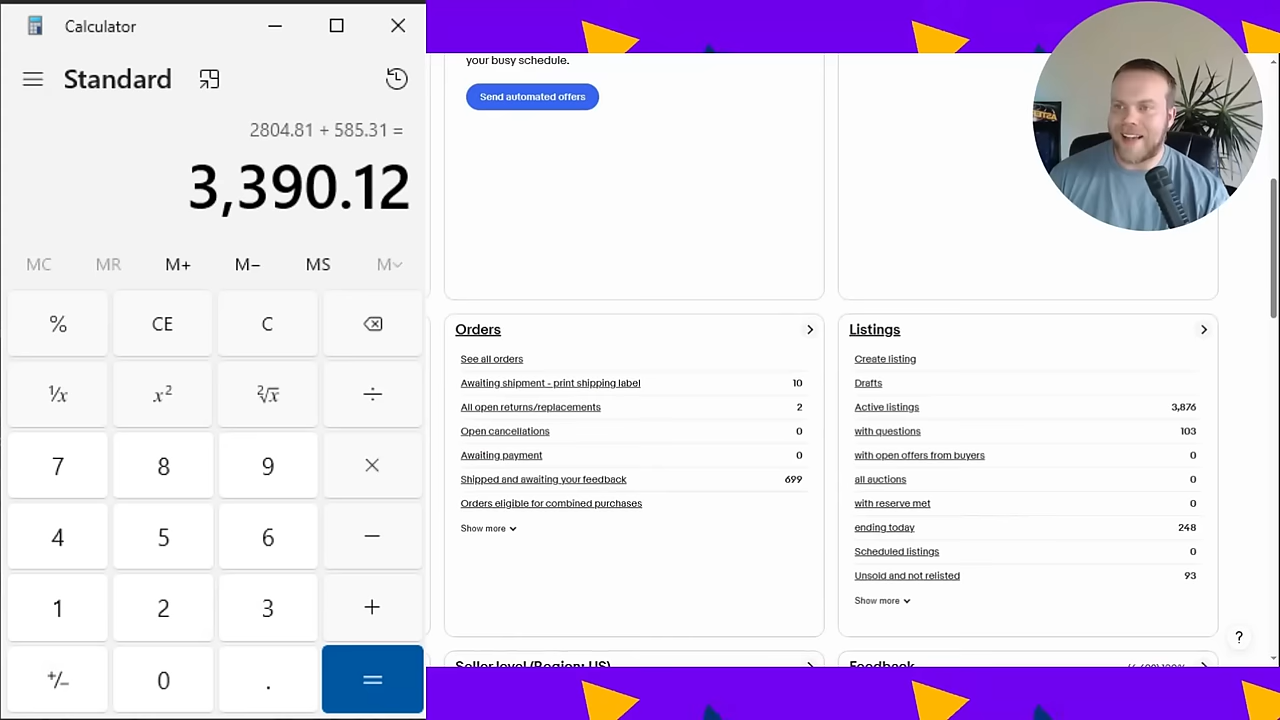 Calculator
Standard
2804.81 + 585.31 =
3,390.12
MC MR M+ M− MS M
% CE C
¹/x x² ²√x ÷
7 8 9 ×
4 5 6 −
1 2 3 +
+/− 0 . =
your busy schedule.
Send automated offers
Orders
See all orders
Awaiting shipment - print shipping label 10
All open returns/replacements 2
Open cancellations 0
Awaiting payment 0
Shipped and awaiting your feedback 699
Orders eligible for combined purchases
Show more
Listings
Create listing
Drafts
Active listings 3,876
with questions 103
with open offers from buyers 0
all auctions 0
with reserve met 0
ending today 248
Scheduled listings 0
Unsold and not relisted 93
Show more
?
Seller level (Region: US)
Feedback